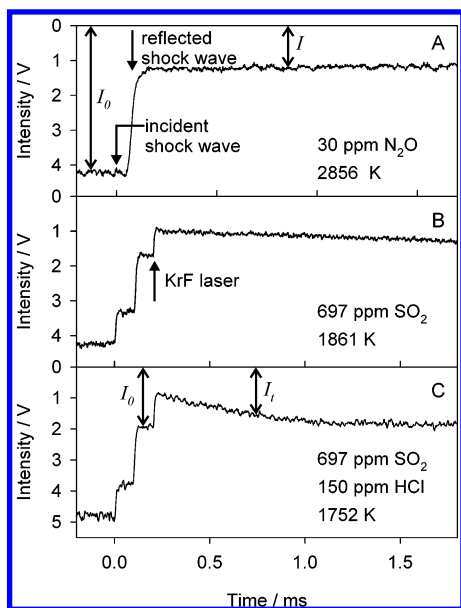 0
reflected
shock wave
I
A
1
Intensity / V
I₀
2
incident
shock wave
3
30 ppm N₂O
4
2856 K
0
B
1
Intensity / V
2
KrF laser
3
697 ppm SO₂
4
1861 K
0
C
I₀
Iₜ
1
Intensity / V
2
3
697 ppm SO₂
4
150 ppm HCl
5
1752 K
0.0 0.5 1.0 1.5
Time / ms